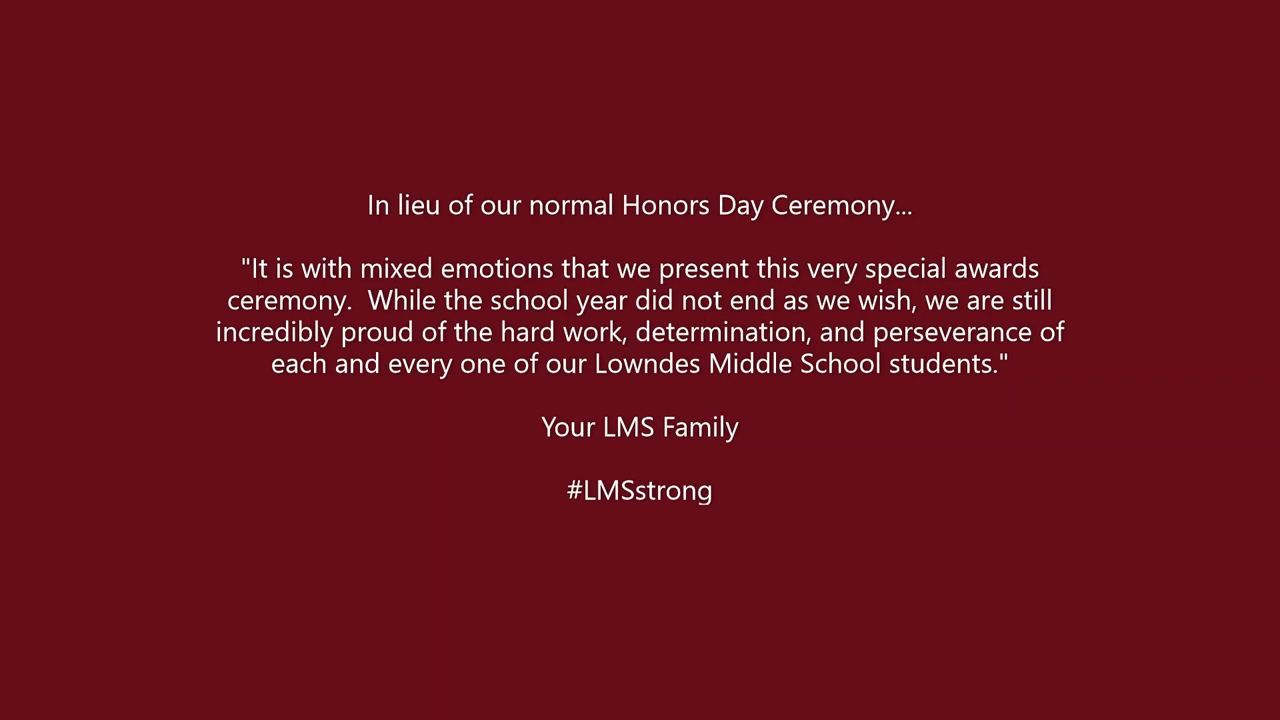 In lieu of our normal Honors Day Ceremony...
"It is with mixed emotions that we present this very special awards
ceremony.  While the school year did not end as we wish, we are still
incredibly proud of the hard work, determination, and perseverance of
each and every one of our Lowndes Middle School students."
Your LMS Family
#LMSstrong